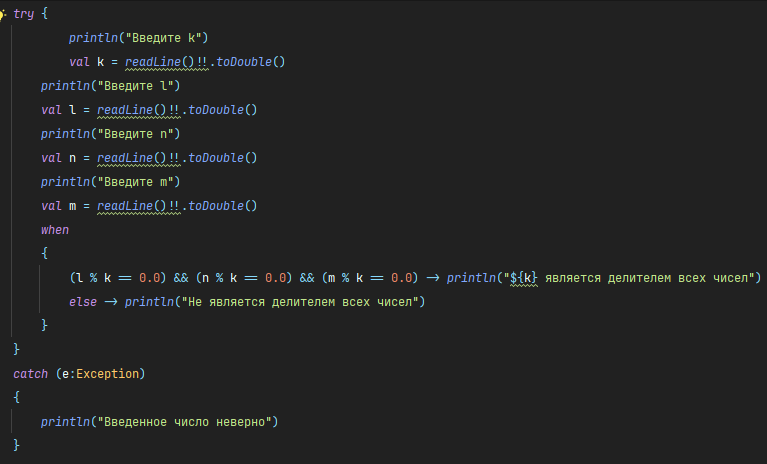 try {
println("Введите k")
val k = readLine()!!.toDouble()
println("Введите l")
val l = readLine()!!.toDouble()
println("Введите n")
val n = readLine()!!.toDouble()
println("Введите m")
val m = readLine()!!.toDouble()
when
{
(l % k == 0.0) && (n % k == 0.0) && (m % k == 0.0) -> println("${k} является делителем всех чисел")
else -> println("Не является делителем всех чисел")
}
}
catch (e:Exception)
{
println("Введенное число неверно")
}